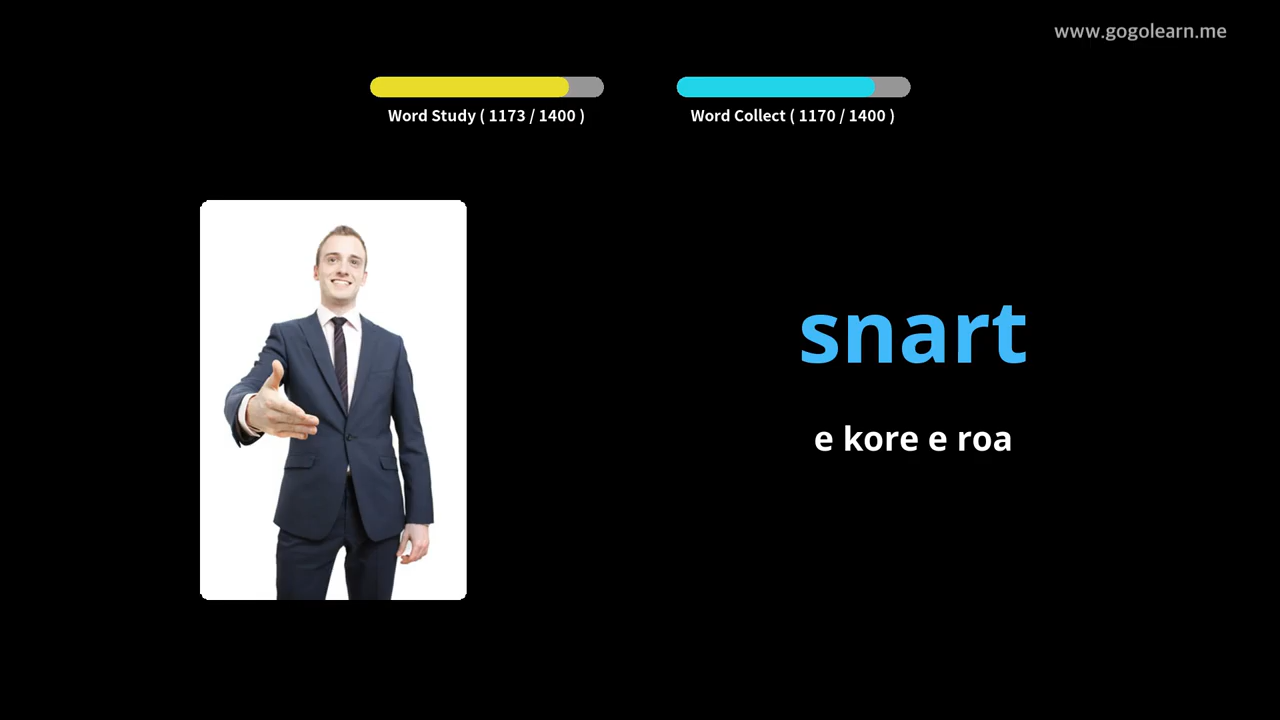 www.gogolearn.me
Word Study ( 1173 / 1400 )
Word Collect ( 1170 / 1400 )
snart
e kore e roa